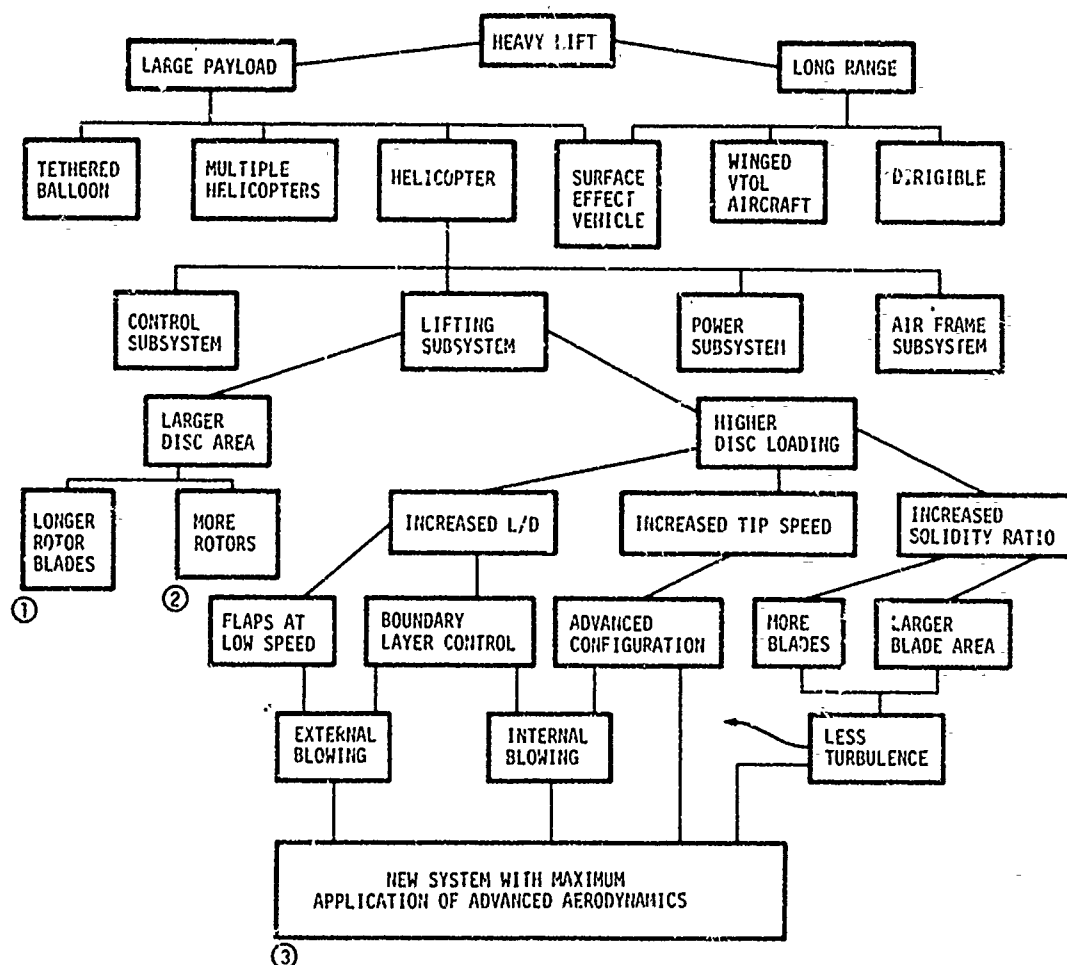 HEAVY LIFT
LARGE PAYLOAD
LONG RANGE
TETHERED
BALLOON
MULTIPLE
HELICOPTERS
HELICOPTER
SURFACE
EFFECT
VEHICLE
WINGED
VTOL
AIRCRAFT
DIRIGIBLE
CONTROL
SUBSYSTEM
LIFTING
SUBSYSTEM
POWER
SUBSYSTEM
AIR FRAME
SUBSYSTEM
LARGER
DISC AREA
HIGHER
DISC LOADING
LONGER
ROTOR
BLADES
①
MORE
ROTORS
②
INCREASED L/D
INCREASED TIP SPEED
INCREASED
SOLIDITY RATIO
FLAPS AT
LOW SPEED
BOUNDARY
LAYER CONTROL
ADVANCED
CONFIGURATION
MORE
BLADES
LARGER
BLADE AREA
EXTERNAL
BLOWING
INTERNAL
BLOWING
LESS
TURBULENCE
NEW SYSTEM WITH MAXIMUM
APPLICATION OF ADVANCED AERODYNAMICS
③